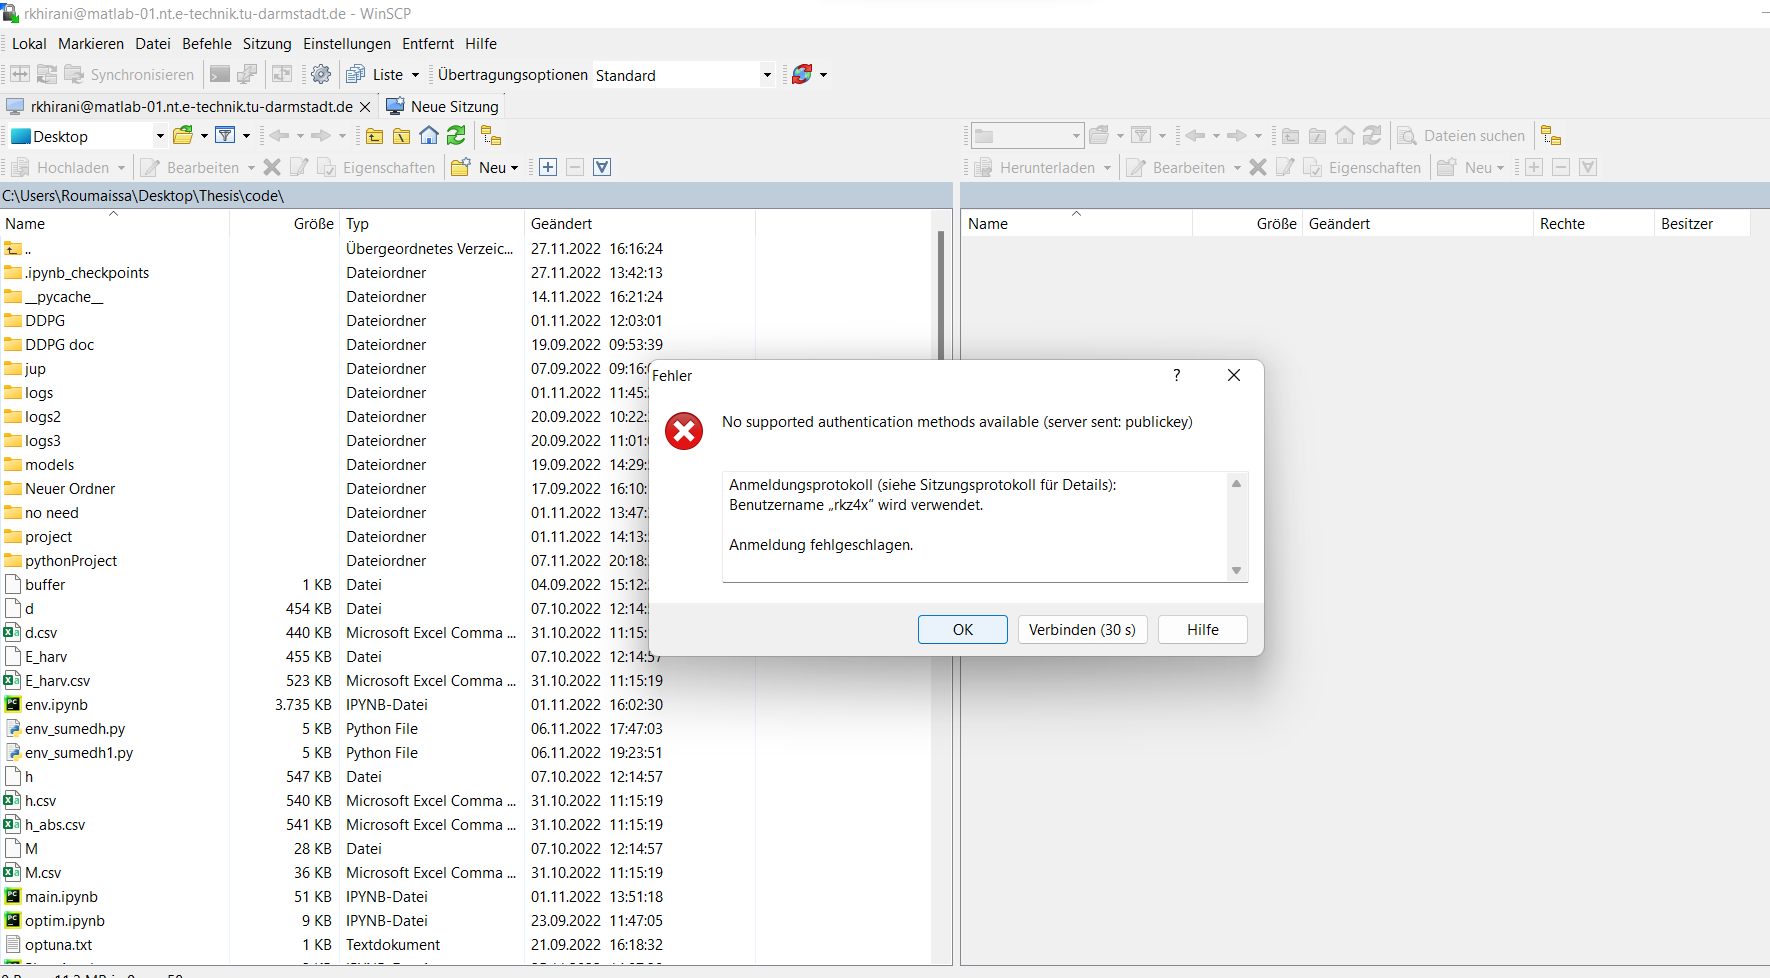 rkhirani@matlab-01.nt.e-technik.tu-darmstadt.de - WinSCP
Lokal Markieren Datei Befehle Sitzung Einstellungen Entfernt Hilfe
Synchronisieren Liste Übertragungsoptionen Standard
rkhirani@matlab-01.nt.e-technik.tu-darmstadt.de Neue Sitzung
Desktop Dateien suchen
Hochladen Bearbeiten Eigenschaften Neu Herunterladen Bearbeiten Eigenschaften Neu
C:\Users\Roumaissa\Desktop\Thesis\code\
Name Größe Typ Geändert Name Größe Geändert Rechte Besitzer
.. Übergeordnetes Verzeic... 27.11.2022 16:16:24
.ipynb_checkpoints Dateiordner 27.11.2022 13:42:13
__pycache__ Dateiordner 14.11.2022 16:21:24
DDPG Dateiordner 01.11.2022 12:03:01
DDPG doc Dateiordner 19.09.2022 09:53:39
jup Dateiordner 07.09.2022 09:16:
logs Dateiordner 01.11.2022 11:45:
logs2 Dateiordner 20.09.2022 10:22:
logs3 Dateiordner 20.09.2022 11:01:
models Dateiordner 19.09.2022 14:29:
Neuer Ordner Dateiordner 17.09.2022 16:10:
no need Dateiordner 01.11.2022 13:47:
project Dateiordner 01.11.2022 14:13:
pythonProject Dateiordner 07.11.2022 20:18:
buffer 1 KB Datei 04.09.2022 15:12:
d 454 KB Datei 07.10.2022 12:14:
d.csv 440 KB Microsoft Excel Comma ... 31.10.2022 11:15:
E_harv 455 KB Datei 07.10.2022 12:14:57
E_harv.csv 523 KB Microsoft Excel Comma ... 31.10.2022 11:15:19
env.ipynb 3.735 KB IPYNB-Datei 01.11.2022 16:02:30
env_sumedh.py 5 KB Python File 06.11.2022 17:47:03
env_sumedh1.py 5 KB Python File 06.11.2022 19:23:51
h 547 KB Datei 07.10.2022 12:14:57
h.csv 540 KB Microsoft Excel Comma ... 31.10.2022 11:15:19
h_abs.csv 541 KB Microsoft Excel Comma ... 31.10.2022 11:15:19
M 28 KB Datei 07.10.2022 12:14:57
M.csv 36 KB Microsoft Excel Comma ... 31.10.2022 11:15:19
main.ipynb 51 KB IPYNB-Datei 01.11.2022 13:51:18
optim.ipynb 9 KB IPYNB-Datei 23.09.2022 11:47:05
optuna.txt 1 KB Textdokument 21.09.2022 16:18:32
Fehler ?
No supported authentication methods available (server sent: publickey)
Anmeldungsprotokoll (siehe Sitzungsprotokoll für Details):
Benutzername „rkz4x“ wird verwendet.
Anmeldung fehlgeschlagen.
OK Verbinden (30 s) Hilfe